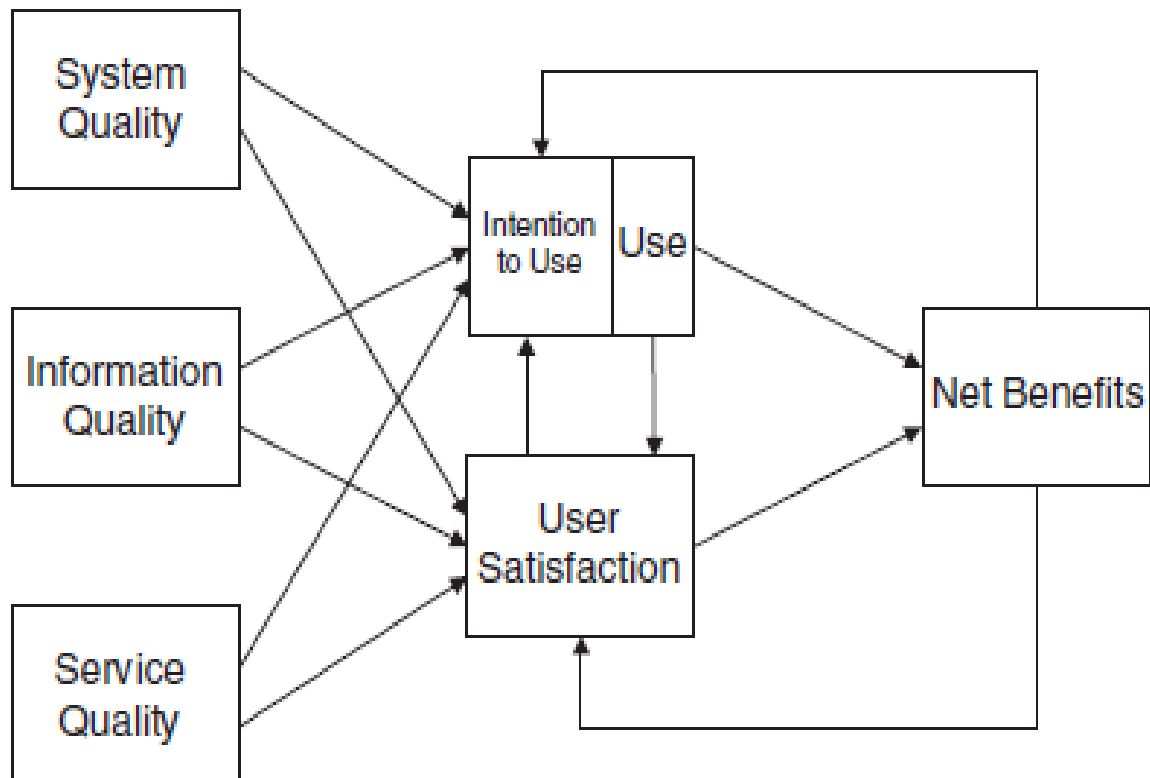 System
Quality
Intention
to Use
Use
Information
Quality
Net Benefits
User
Satisfaction
Service
Quality